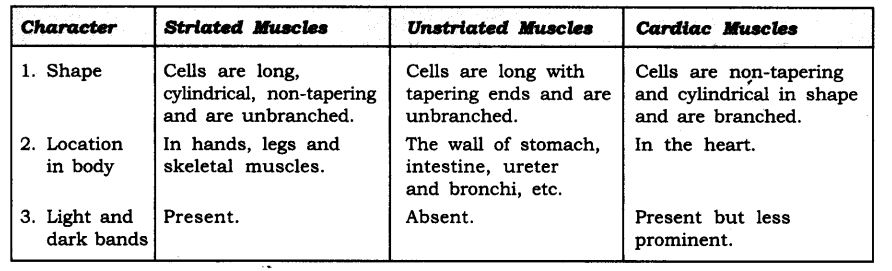 Character Striated Muscles Unstriated Muscles Cardiac Muscles
1. Shape Cells are long, Cells are long with Cells are non-tapering
cylindrical, non-tapering tapering ends and are and cylindrical in shape
and are unbranched. unbranched. and are branched.
2. Location In hands, legs and The wall of stomach, In the heart.
in body skeletal muscles. intestine, ureter
and bronchi, etc.
3. Light and Present. Absent. Present but less
dark bands prominent.